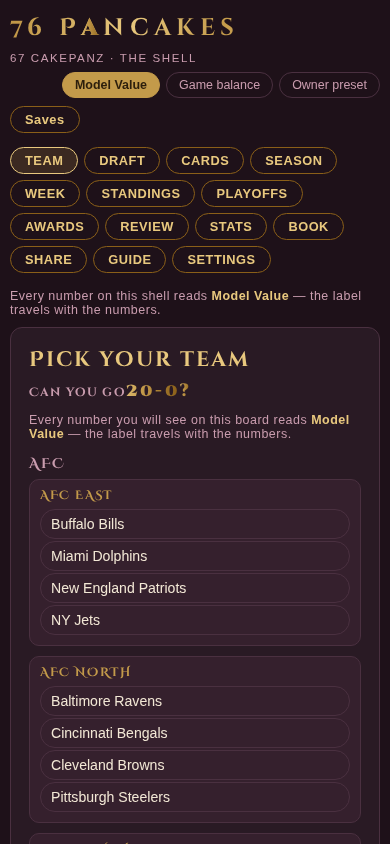 76 PANCAKES
67 CAKEPANZ · THE SHELL
Model Value Game balance Owner preset
Saves
TEAM DRAFT CARDS SEASON
WEEK STANDINGS PLAYOFFS
AWARDS REVIEW STATS BOOK
SHARE GUIDE SETTINGS
Every number on this shell reads Model Value — the label
travels with the numbers.
PICK YOUR TEAM
CAN YOU GO 20-0?
Every number you will see on this board reads Model
Value — the label travels with the numbers.
AFC
AFC EAST
Buffalo Bills
Miami Dolphins
New England Patriots
NY Jets
AFC NORTH
Baltimore Ravens
Cincinnati Bengals
Cleveland Browns
Pittsburgh Steelers